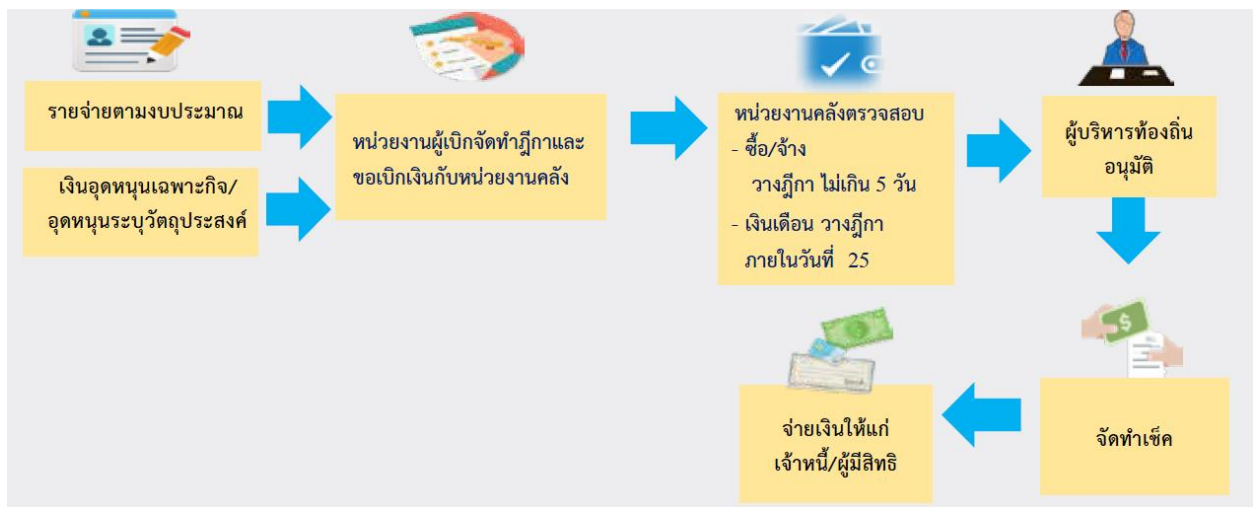 รายจ่ายตามงบประมาณ
เงินอุดหนุนเฉพาะกิจ/
อุดหนุนระบุวัตถุประสงค์
หน่วยงานผู้เบิกจัดทำฎีกาและ
ขอเบิกเงินกับหน่วยงานคลัง
หน่วยงานคลังตรวจสอบ
- ซื้อ/จ้าง
วางฎีกา ไม่เกิน 5 วัน
- เงินเดือน วางฎีกา
ภายในวันที่ 25
ผู้บริหารท้องถิ่น
อนุมัติ
จัดทำเช็ค
จ่ายเงินให้แก่
เจ้าหนี้/ผู้มีสิทธิ